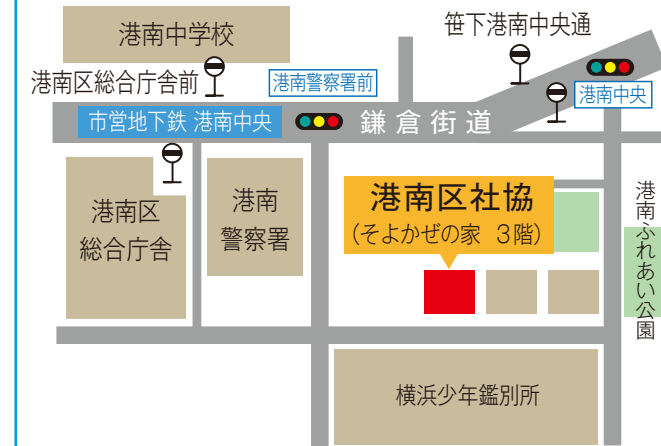 港南中学校
笹下港南中央通
港南区総合庁舎前
港南警察署前
港南中央
市営地下鉄 港南中央
鎌倉街道
港南区
総合庁舎
港南
警察署
港南区社協
(そよかぜの家 3階)
港南ふれあい公園
横浜少年鑑別所